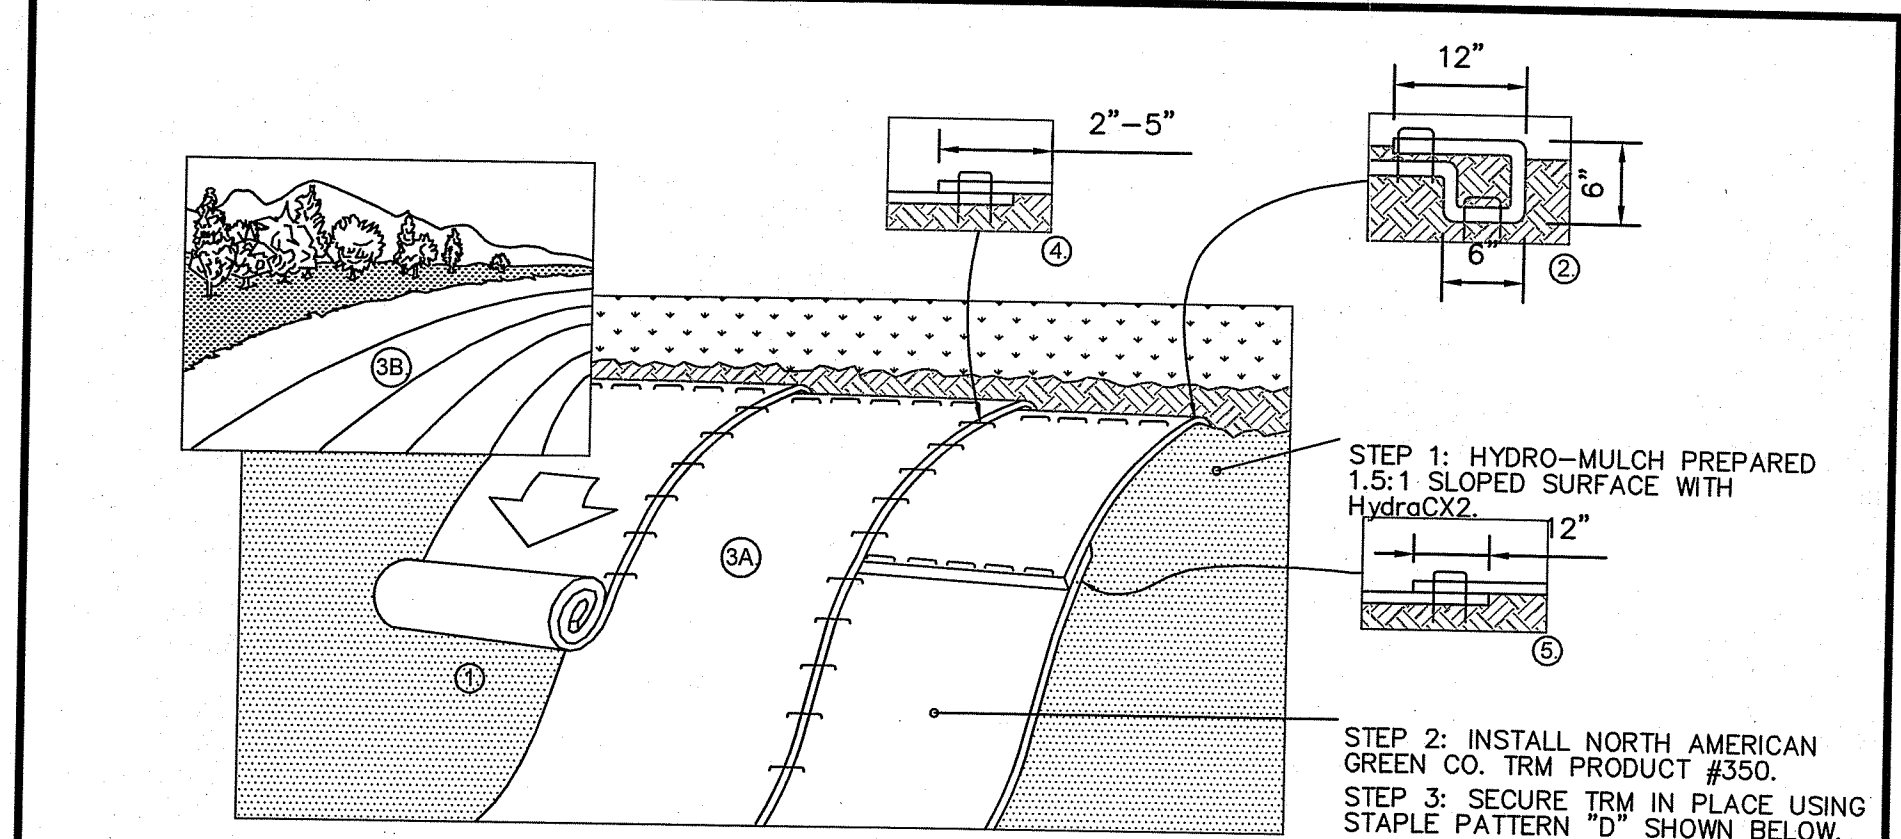 12"
2"-5"
6"
6"
4.
2.
3B.
STEP 1: HYDRO-MULCH PREPARED
1.5:1 SLOPED SURFACE WITH
HydraCX2.
12"
3A.
5.
1.
STEP 2: INSTALL NORTH AMERICAN
GREEN CO. TRM PRODUCT #350.
STEP 3: SECURE TRM IN PLACE USING
STAPLE PATTERN "D" SHOWN BELOW.